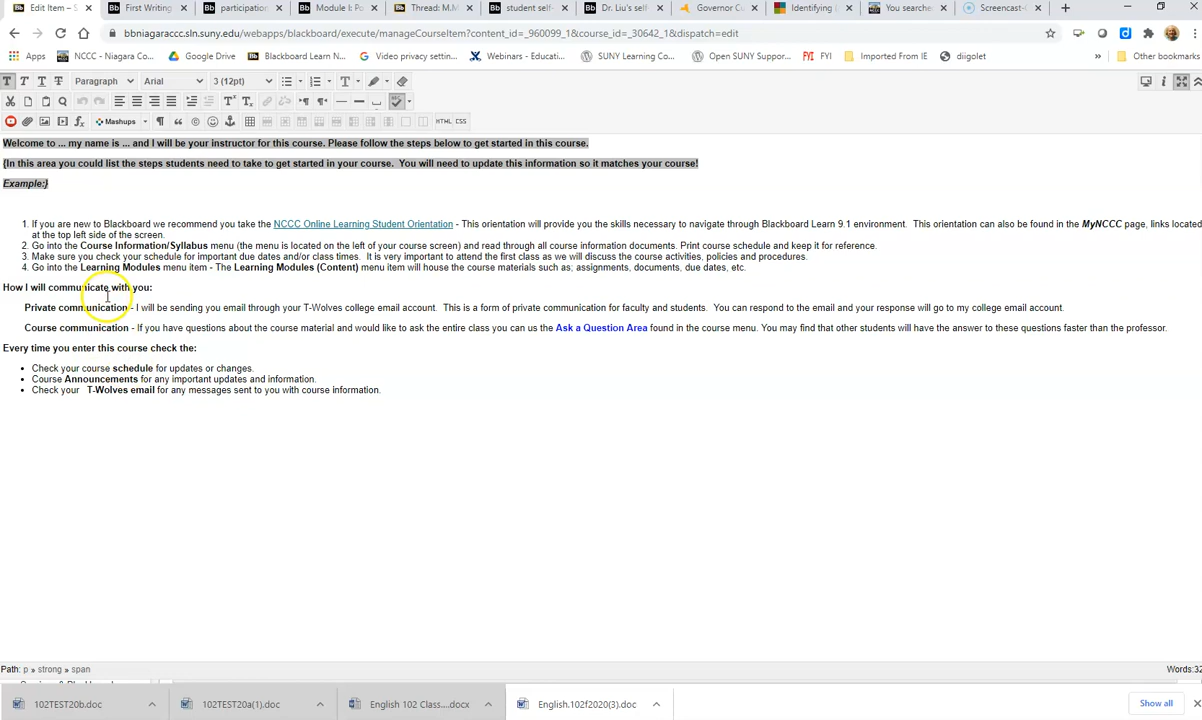 Edit Item – S
First Writing
participation
Module I: Po
Thread: M.M
student self-
Dr. Liu's self-
Governor Cu
Identifying i
You searche
Screencast-
bbniagaraccc.sln.suny.edu/webapps/blackboard/execute/manageCourseItem?content_id=_960099_1&course_id=_30642_1&dispatch=edit
Apps NCCC - Niagara Co... Google Drive Blackboard Learn N... Video privacy settin... Webinars - Educati... SUNY Learning Co... Open SUNY Suppor... FYI FYI Imported From IE diigolet » Other bookmarks
T T T T Paragraph Arial 3 (12pt)
Mashups HTML CSS
Welcome to ... my name is ... and I will be your instructor for this course. Please follow the steps below to get started in this course.
{In this area you could list the steps students need to take to get started in your course. You will need to update this information so it matches your course!
Example:}
1. If you are new to Blackboard we recommend you take the NCCC Online Learning Student Orientation - This orientation will provide you the skills necessary to navigate through Blackboard Learn 9.1 environment. This orientation can also be found in the MyNCCC page, links located
at the top left side of the screen.
2. Go into the Course Information/Syllabus menu (the menu is located on the left of your course screen) and read through all course information documents. Print course schedule and keep it for reference.
3. Make sure you check your schedule for important due dates and/or class times. It is very important to attend the first class as we will discuss the course activities, policies and procedures.
4. Go into the Learning Modules menu item - The Learning Modules (Content) menu item will house the course materials such as; assignments, documents, due dates, etc.
How I will communicate with you:
Private communication - I will be sending you email through your T-Wolves college email account. This is a form of private communication for faculty and students. You can respond to the email and your response will go to my college email account.
Course communication - If you have questions about the course material and would like to ask the entire class you can us the Ask a Question Area found in the course menu. You may find that other students will have the answer to these questions faster than the professor.
Every time you enter this course check the:
• Check your course schedule for updates or changes.
• Course Announcements for any important updates and information.
• Check your T-Wolves email for any messages sent to you with course information.
Path: p » strong » span
Words:32
102TEST20b.doc
102TEST20a(1).doc
English 102 Class....docx
English.102f2020(3).doc
Show all